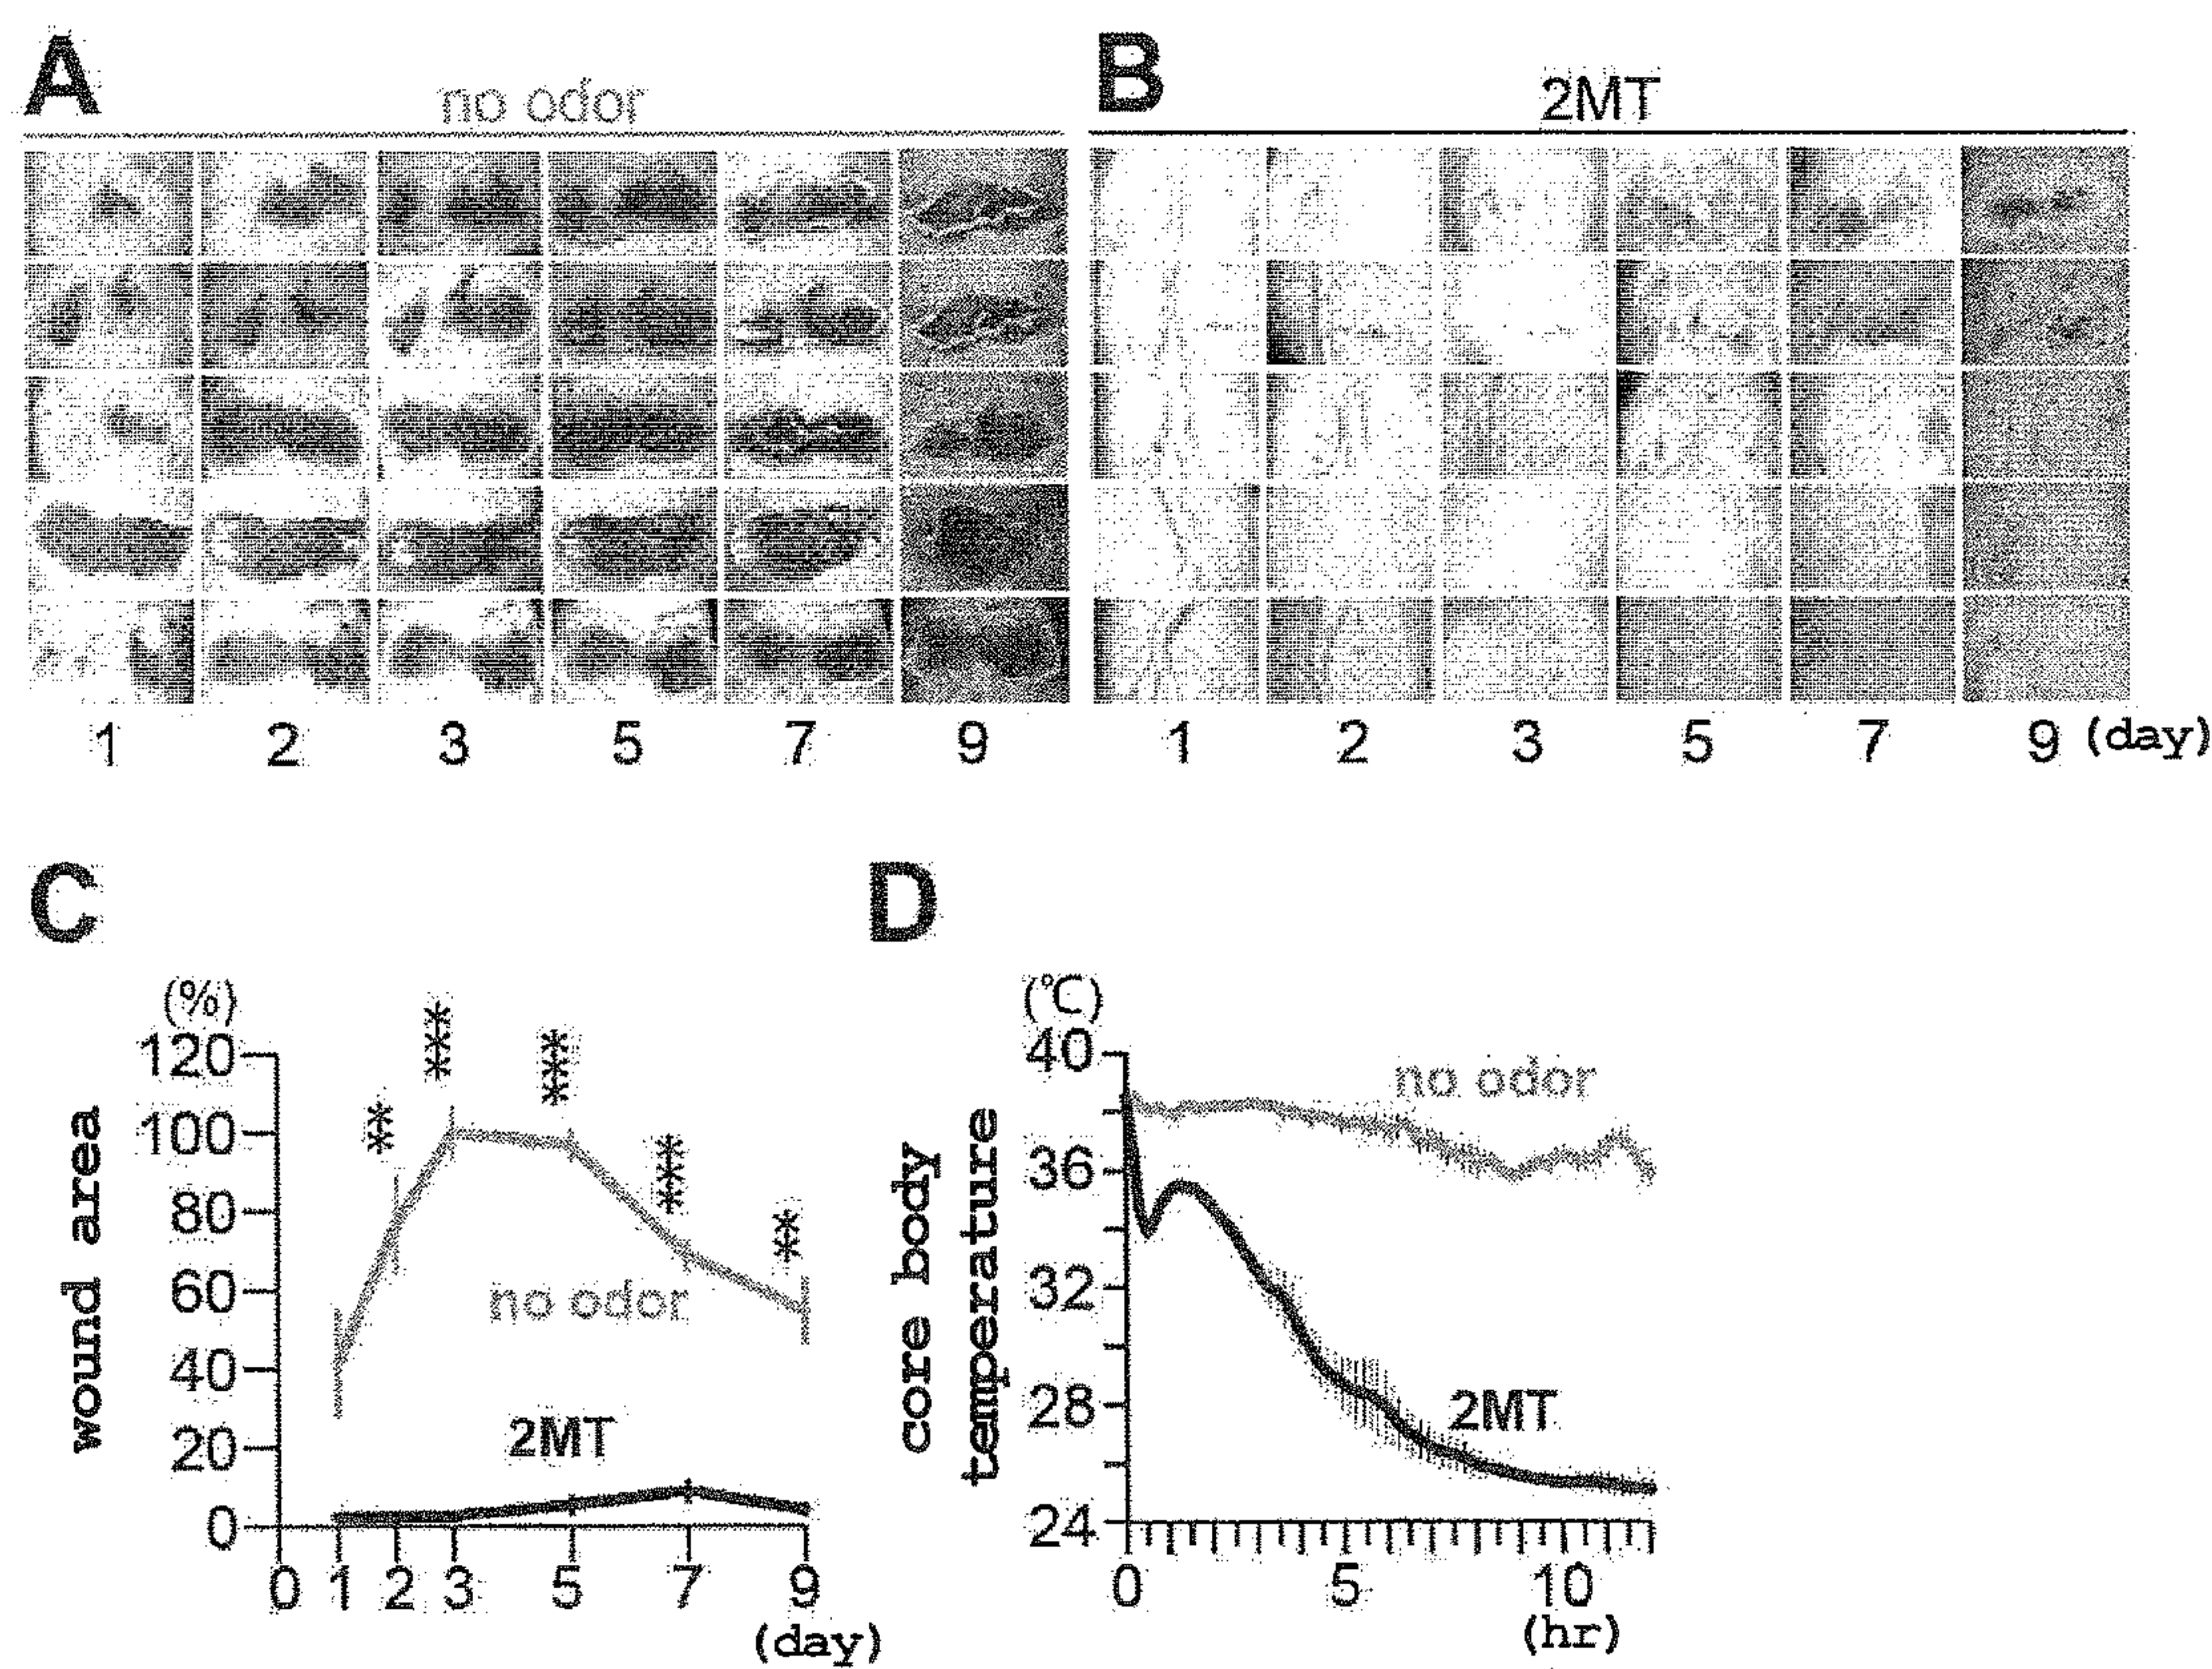 A
no odor
B
2MT
1 2 3 5 7 9
1 2 3 5 7 9 (day)
C
(%)
120
100
80
60
40
20
0
wound area
**
***
***
***
**
no odor
2MT
0 1 2 3 5 7 9
(day)
D
(℃)
40
36
32
28
24
core body
temperature
no odor
2MT
0 5 10
(hr)